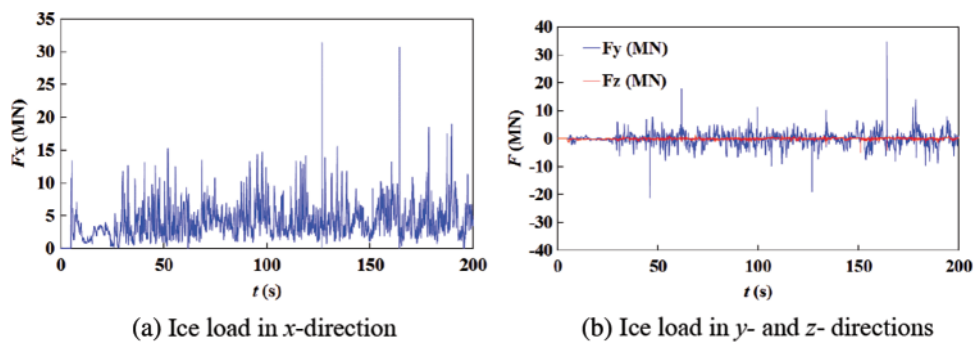 35
30
25
20
15
10
5
0
Fx (MN)
0 50 100 150 200
t (s)
(a) Ice load in x-direction
40
30
20
10
0
-10
-20
-30
-40
F (MN)
Fy (MN)
Fz (MN)
0 50 100 150 200
t (s)
(b) Ice load in y- and z- directions